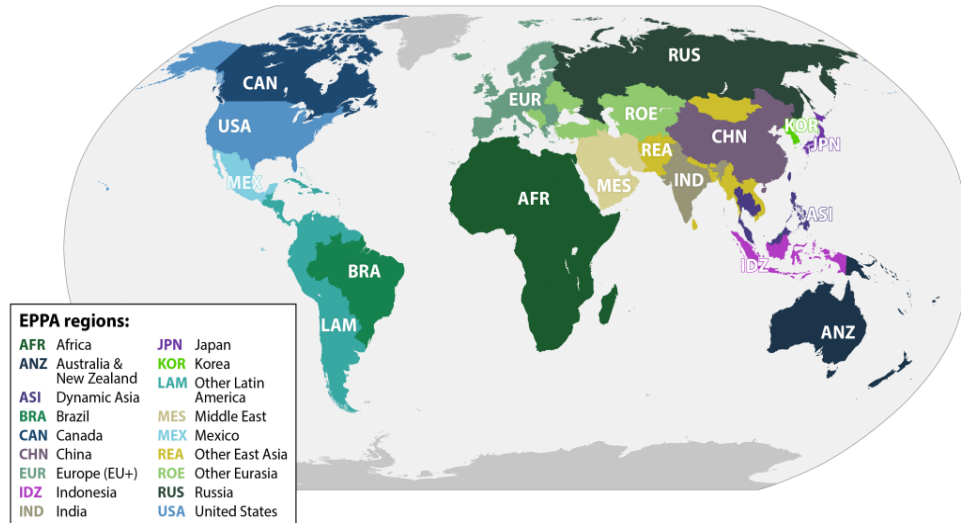 RUS
CAN
EUR
ROE
USA
CHN
KOR
JPN
REA
MEX
IND
MES
AFR
ASI
IDZ
BRA
LAM
ANZ
EPPA regions:
AFR Africa
ANZ Australia &
New Zealand
ASI Dynamic Asia
BRA Brazil
CAN Canada
CHN China
EUR Europe (EU+)
IDZ Indonesia
IND India
JPN Japan
KOR Korea
LAM Other Latin
America
MES Middle East
MEX Mexico
REA Other East Asia
ROE Other Eurasia
RUS Russia
USA United States